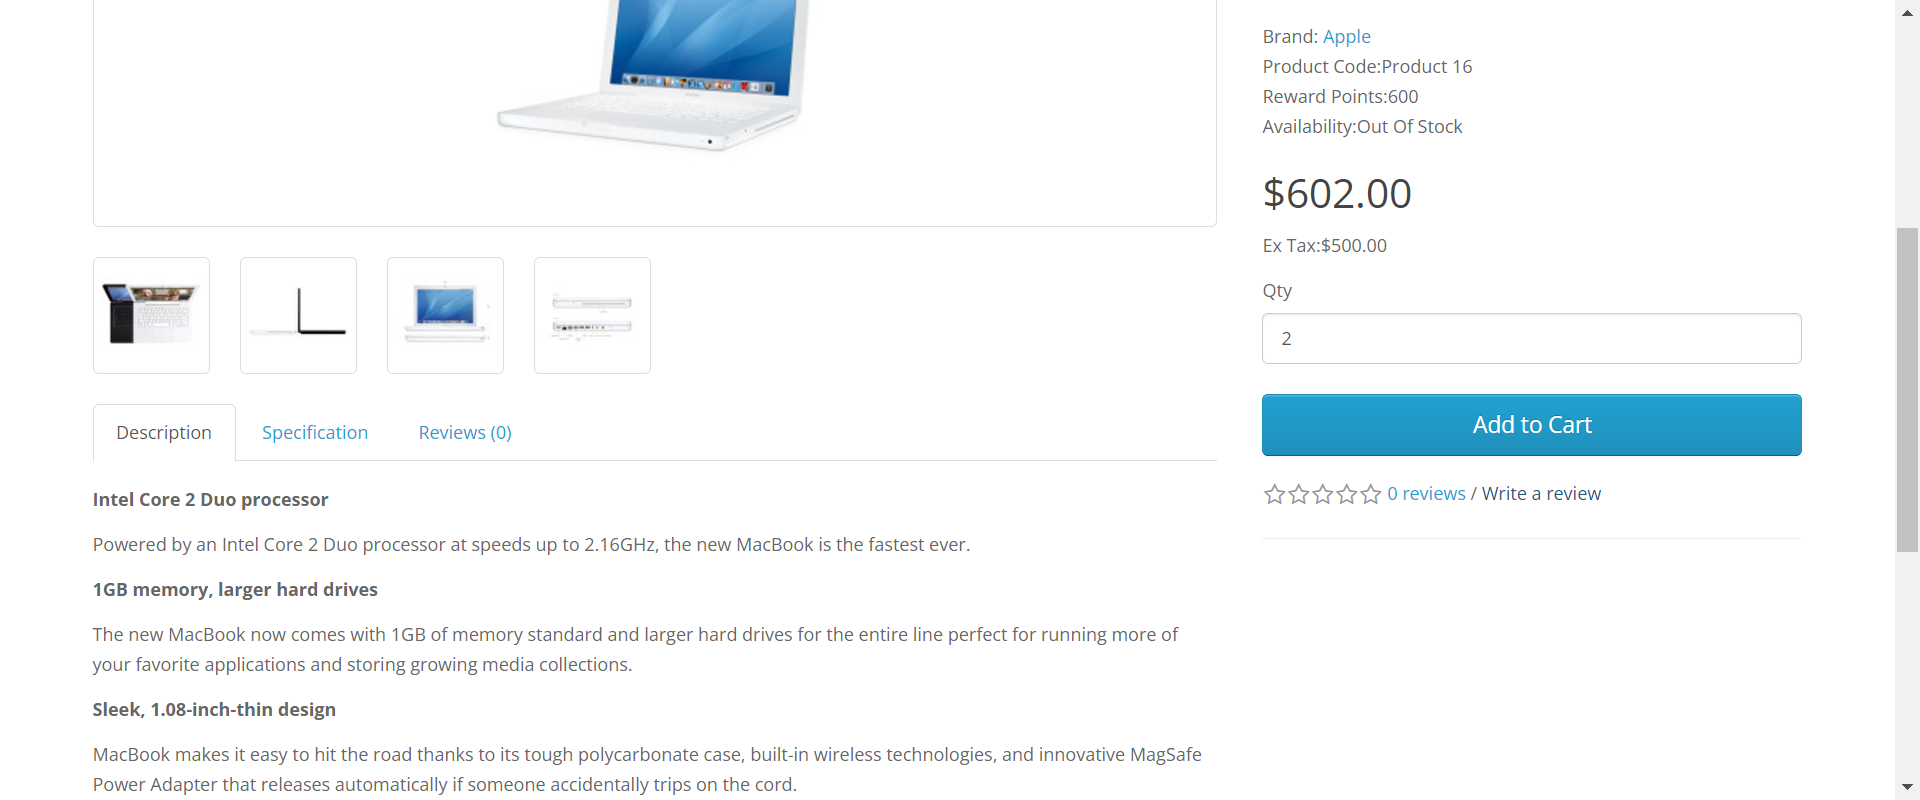 Brand: Apple
Product Code:Product 16
Reward Points:600
Availability:Out Of Stock
$602.00
Ex Tax:$500.00
Qty
2
Add to Cart
0 reviews / Write a review
Description
Specification
Reviews (0)
Intel Core 2 Duo processor
Powered by an Intel Core 2 Duo processor at speeds up to 2.16GHz, the new MacBook is the fastest ever.
1GB memory, larger hard drives
The new MacBook now comes with 1GB of memory standard and larger hard drives for the entire line perfect for running more of
your favorite applications and storing growing media collections.
Sleek, 1.08-inch-thin design
MacBook makes it easy to hit the road thanks to its tough polycarbonate case, built-in wireless technologies, and innovative MagSafe
Power Adapter that releases automatically if someone accidentally trips on the cord.